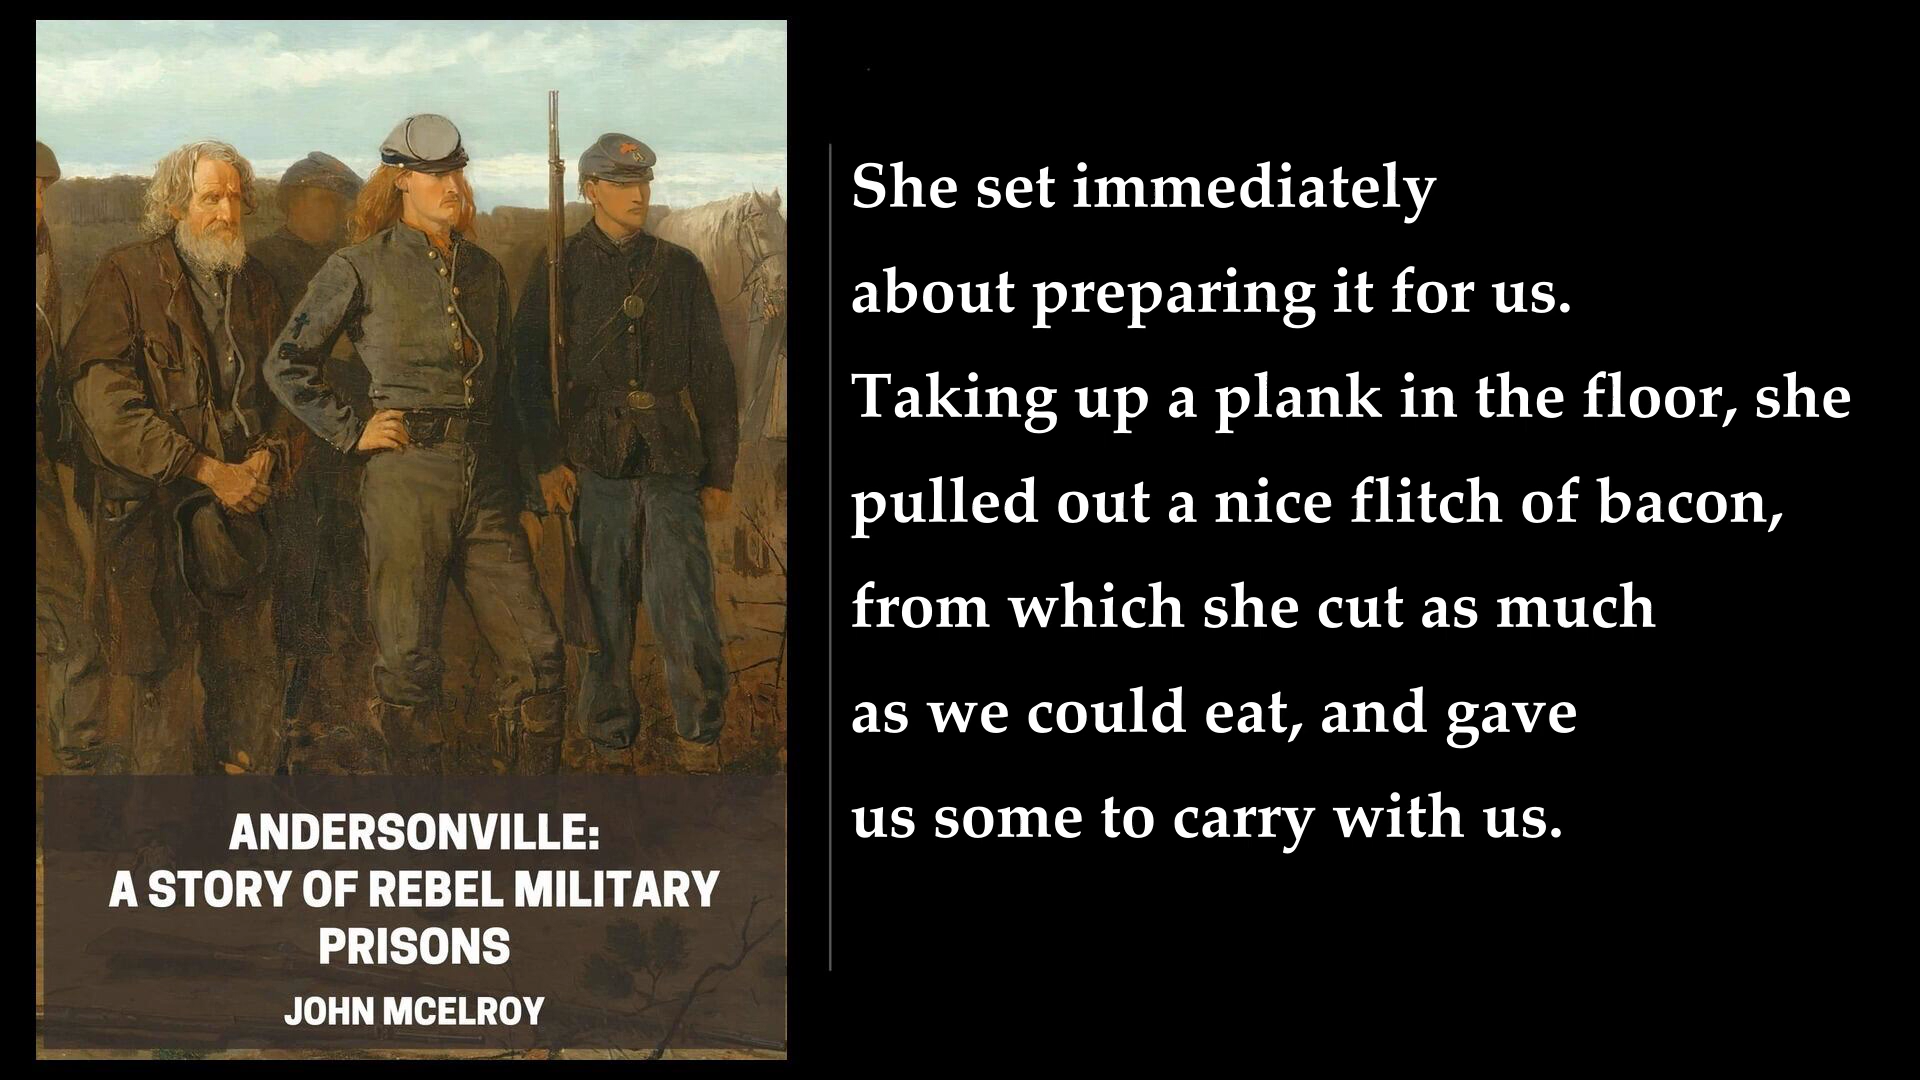 ANDERSONVILLE:
A STORY OF REBEL MILITARY
PRISONS
JOHN MCELROY
She set immediately
about preparing it for us.
Taking up a plank in the floor, she
pulled out a nice flitch of bacon,
from which she cut as much
as we could eat, and gave
us some to carry with us.